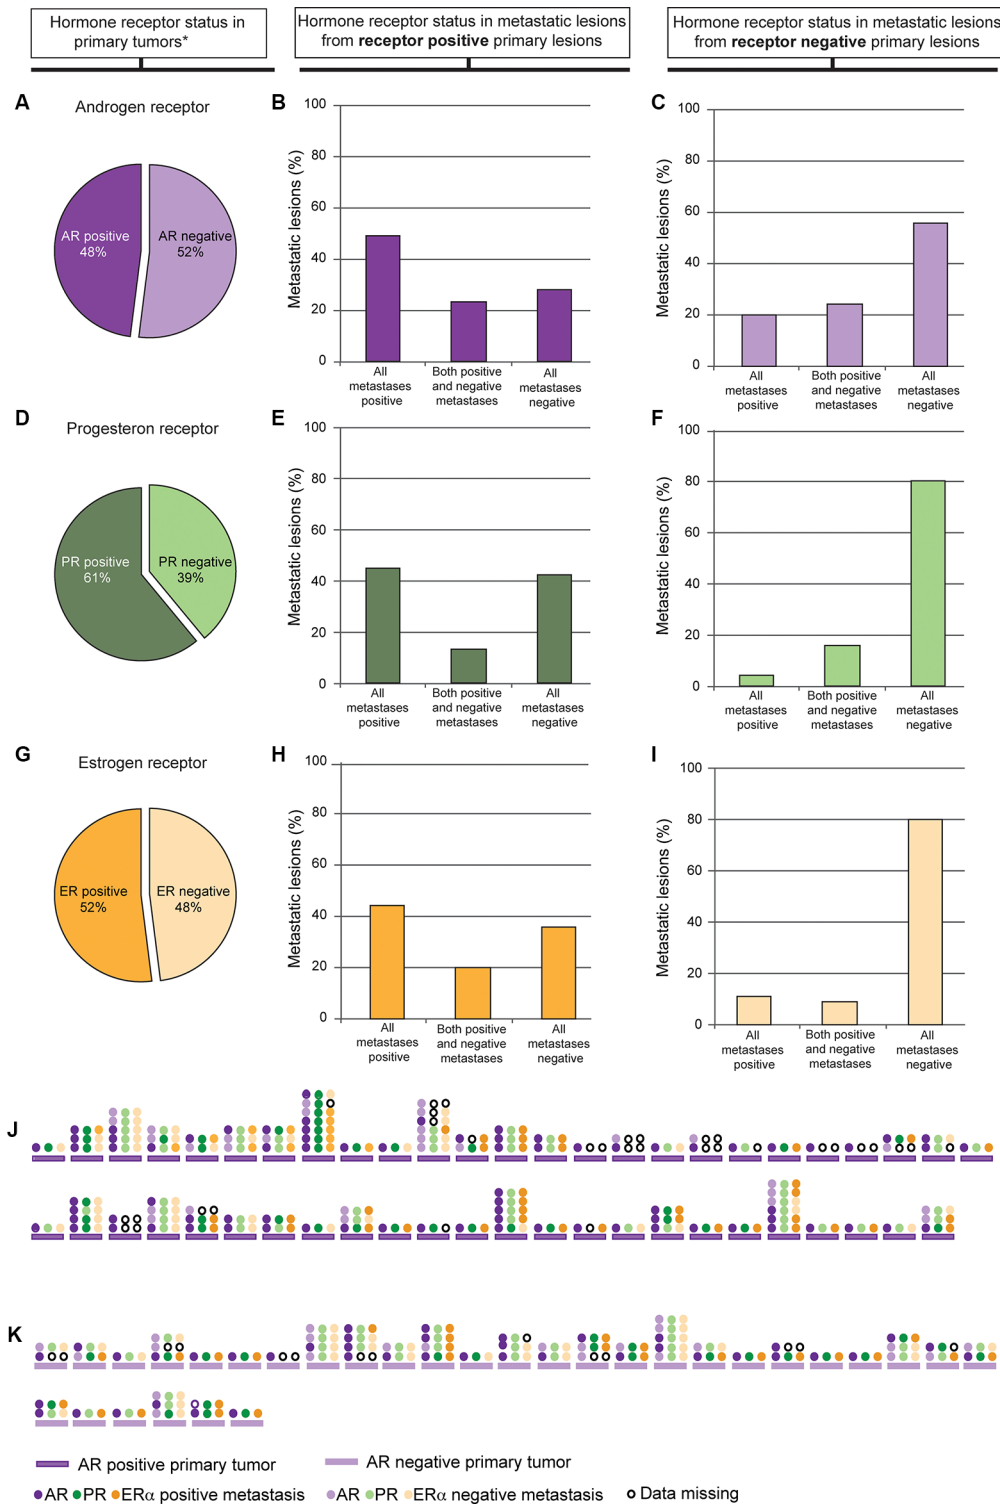 Hormone receptor status in
primary tumors*
Hormone receptor status in metastatic lesions
from receptor positive primary lesions
Hormone receptor status in metastatic lesions
from receptor negative primary lesions
A
Androgen receptor
AR positive
48%
AR negative
52%
B
Metastatic lesions (%)
100
80
60
40
20
0
All
metastases
positive
Both positive
and negative
metastases
All
metastases
negative
C
Metastatic lesions (%)
100
80
60
40
20
0
All
metastases
positive
Both positive
and negative
metastases
All
metastases
negative
D
Progesteron receptor
PR positive
61%
PR negative
39%
E
Metastatic lesions (%)
100
80
60
40
20
0
All
metastases
positive
Both positive
and negative
metastases
All
metastases
negative
F
Metastatic lesions (%)
100
80
60
40
20
0
All
metastases
positive
Both positive
and negative
metastases
All
metastases
negative
G
Estrogen receptor
ER positive
52%
ER negative
48%
H
Metastatic lesions (%)
100
80
60
40
20
0
All
metastases
positive
Both positive
and negative
metastases
All
metastases
negative
I
Metastatic lesions (%)
100
80
60
40
20
0
All
metastases
positive
Both positive
and negative
metastases
All
metastases
negative
J
K
AR positive primary tumor
AR negative primary tumor
AR PR ERα positive metastasis
AR PR ERα negative metastasis
Data missing